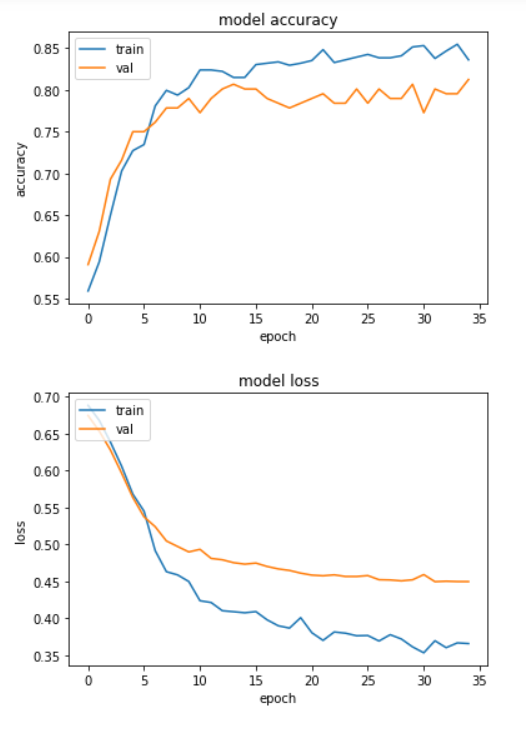 model accuracy
0.85
0.80
0.75
0.70
0.65
0.60
0.55
accuracy
train
val
0 5 10 15 20 25 30 35
epoch
model loss
0.70
0.65
0.60
0.55
0.50
0.45
0.40
0.35
loss
train
val
0 5 10 15 20 25 30 35
epoch